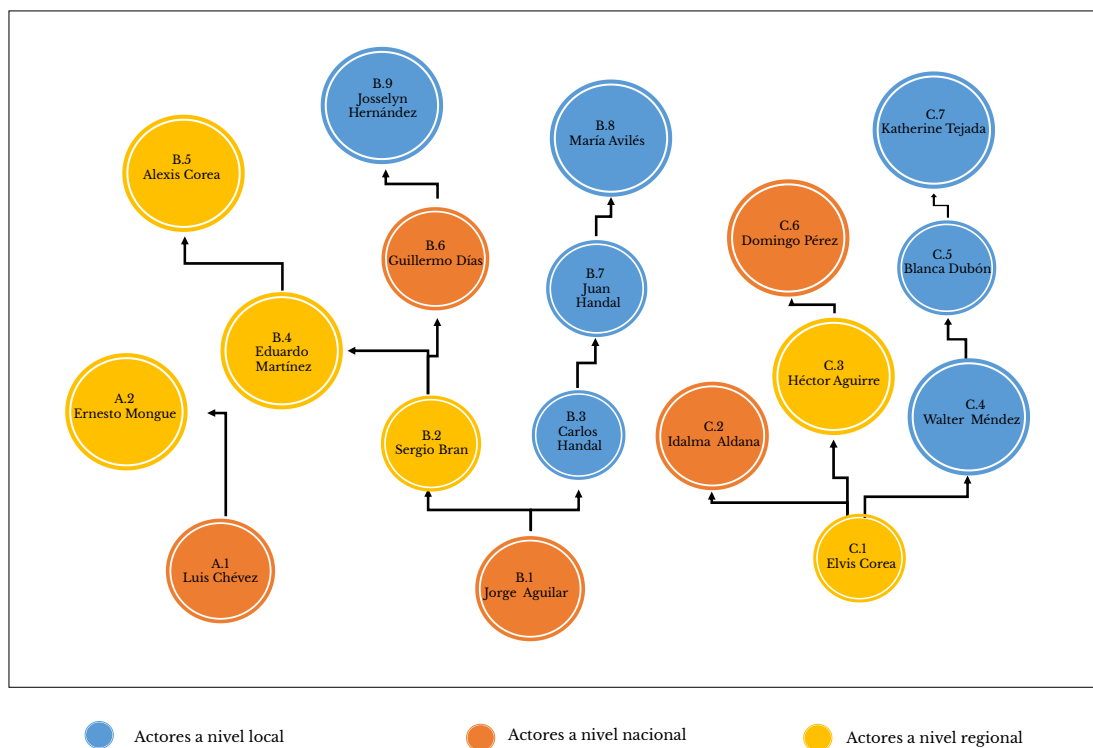 B.9
Josselyn
Hernández
B.8
María Avilés
C.7
Katherine Tejada
B.5
Alexis Corea
C.6
Domingo Pérez
B.6
Guillermo Días
C.5
Blanca Dubón
B.7
Juan
Handal
B.4
Eduardo
Martínez
C.3
Héctor Aguirre
A.2
Ernesto Mongue
C.4
Walter Méndez
B.3
Carlos
Handal
C.2
Idalma Aldana
B.2
Sergio Bran
A.1
Luis Chévez
C.1
Elvis Corea
B.1
Jorge Aguilar
Actores a nivel local
Actores a nivel nacional
Actores a nivel regional